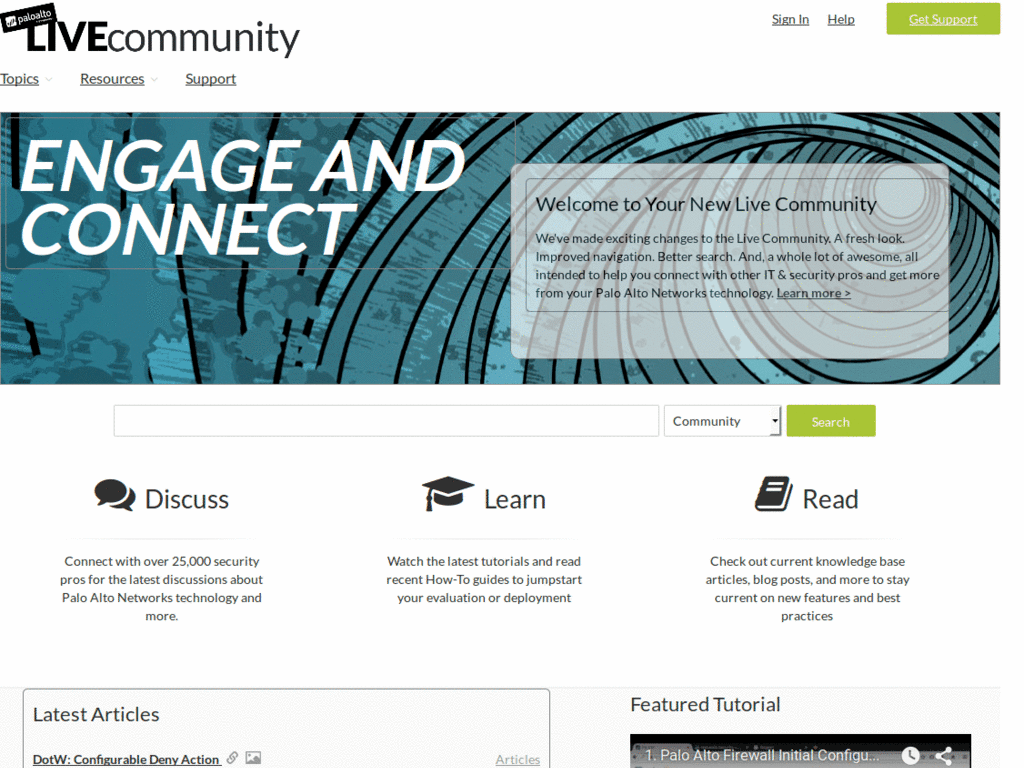 paloalto
LIVEcommunity
Sign In
Help
Get Support
Topics
Resources
Support
ENGAGE AND
CONNECT
Welcome to Your New Live Community
We've made exciting changes to the Live Community. A fresh look.
Improved navigation. Better search. And, a whole lot of awesome, all
intended to help you connect with other IT & security pros and get more
from your Palo Alto Networks technology. Learn more >
Community
Search
Discuss
Connect with over 25,000 security
pros for the latest discussions about
Palo Alto Networks technology and
more.
Learn
Watch the latest tutorials and read
recent How-To guides to jumpstart
your evaluation or deployment
Read
Check out current knowledge base
articles, blog posts, and more to stay
current on new features and best
practices
Latest Articles
DotW: Configurable Deny Action
Articles
Featured Tutorial
1. Palo Alto Firewall Initial Configu...